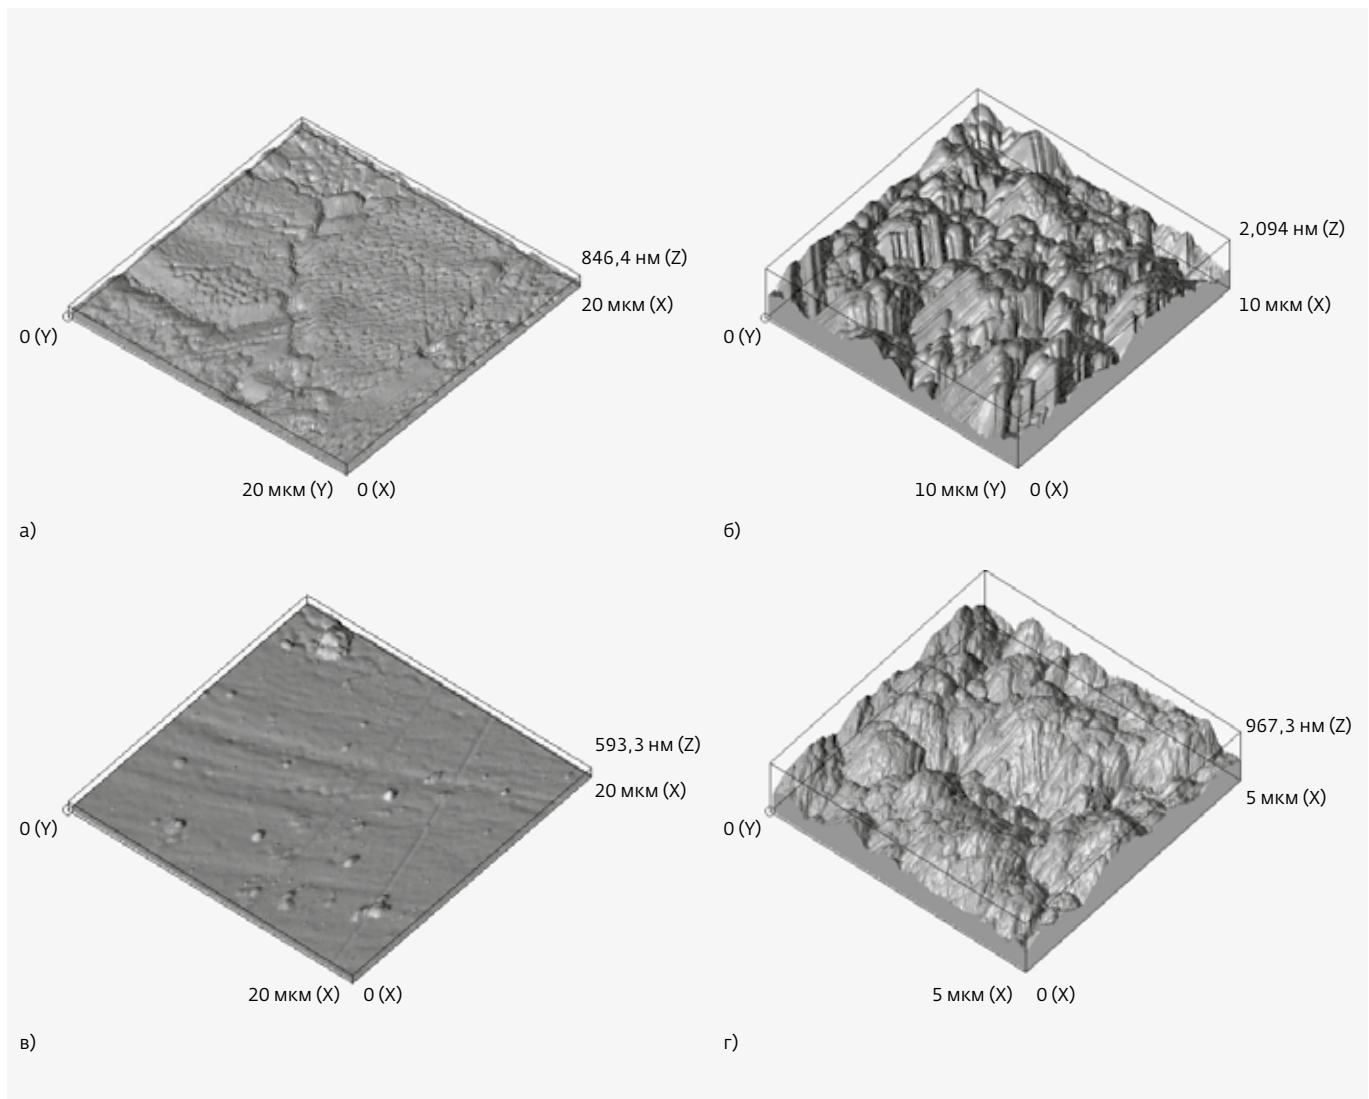 846,4 нм (Z)
20 мкм (X)
0 (Y)
20 мкм (Y) 0 (X)
а)
2,094 нм (Z)
10 мкм (X)
0 (Y)
10 мкм (Y) 0 (X)
б)
593,3 нм (Z)
20 мкм (X)
0 (Y)
20 мкм (X) 0 (X)
в)
967,3 нм (Z)
5 мкм (X)
0 (Y)
5 мкм (X) 0 (X)
г)